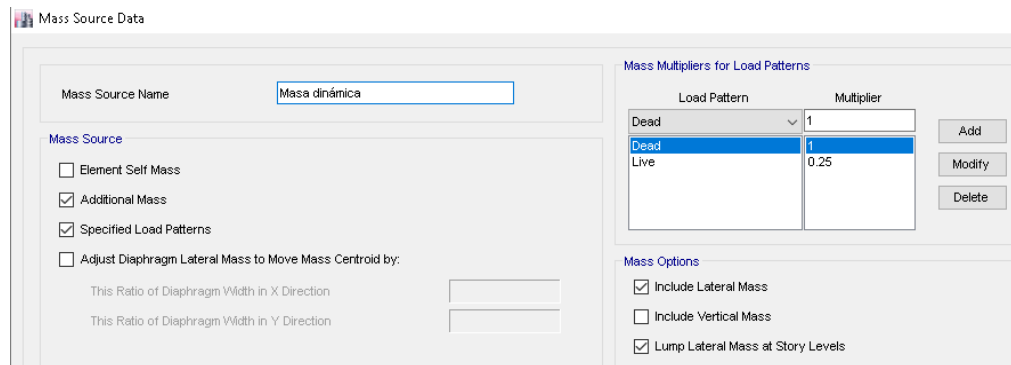 Mass Source Data
Mass Source Name
Masa dinámica
Mass Source
Element Self Mass
Additional Mass
Specified Load Patterns
Adjust Diaphragm Lateral Mass to Move Mass Centroid by:
This Ratio of Diaphragm Width in X Direction
This Ratio of Diaphragm Width in Y Direction
Mass Multipliers for Load Patterns
Load Pattern Multiplier
Dead 1
Dead 1
Live 0.25
Add
Modify
Delete
Mass Options
Include Lateral Mass
Include Vertical Mass
Lump Lateral Mass at Story Levels